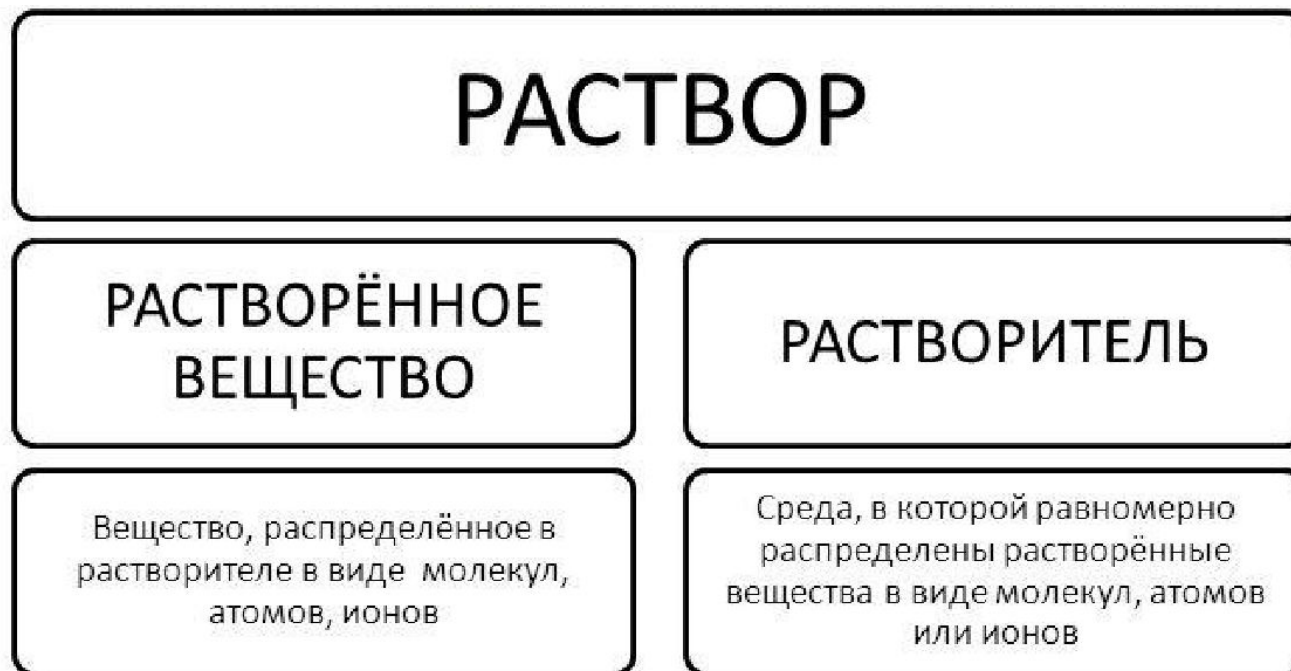 РАСТВОР
РАСТВОРЁННОЕ
ВЕЩЕСТВО
РАСТВОРИТЕЛЬ
Вещество, распределённое в
растворителе в виде молекул,
атомов, ионов
Среда, в которой равномерно
распределены растворённые
вещества в виде молекул, атомов
или ионов